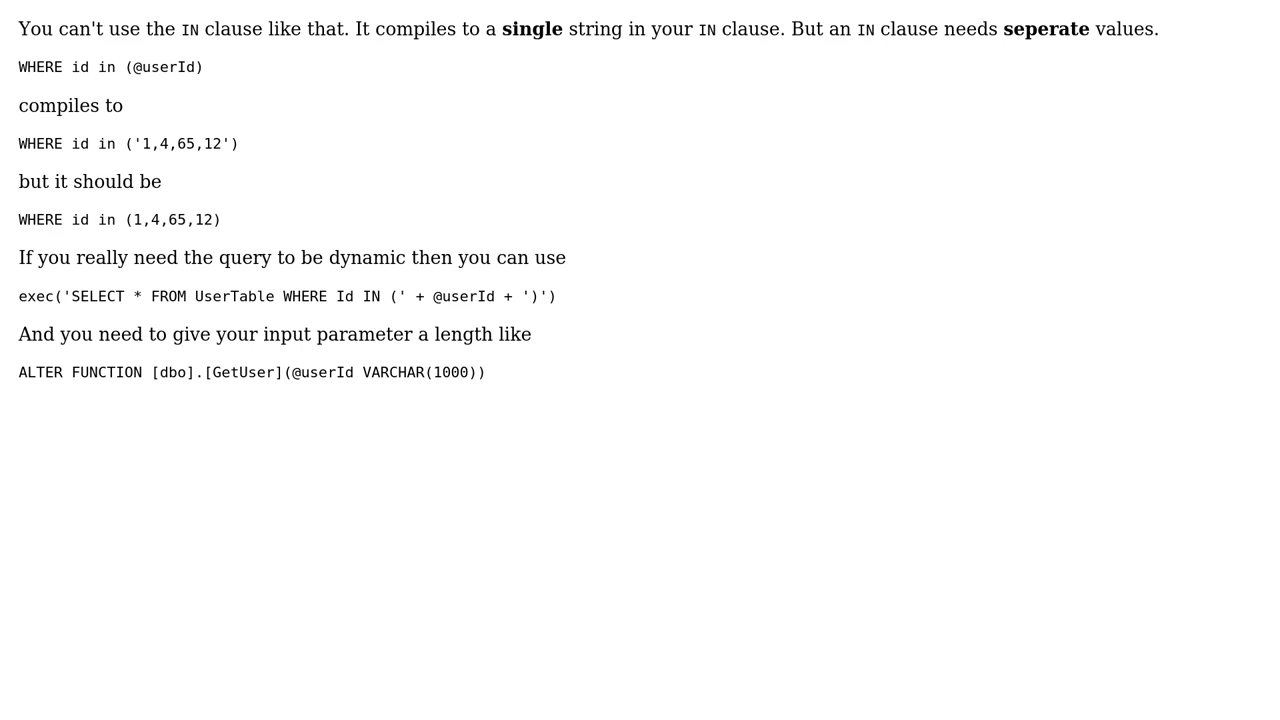 You can't use the IN clause like that. It compiles to a single string in your IN clause. But an IN clause needs seperate values.
WHERE id in (@userId)
compiles to
WHERE id in ('1,4,65,12')
but it should be
WHERE id in (1,4,65,12)
If you really need the query to be dynamic then you can use
exec('SELECT * FROM UserTable WHERE Id IN (' + @userId + ')')
And you need to give your input parameter a length like
ALTER FUNCTION [dbo].[GetUser](@userId VARCHAR(1000))